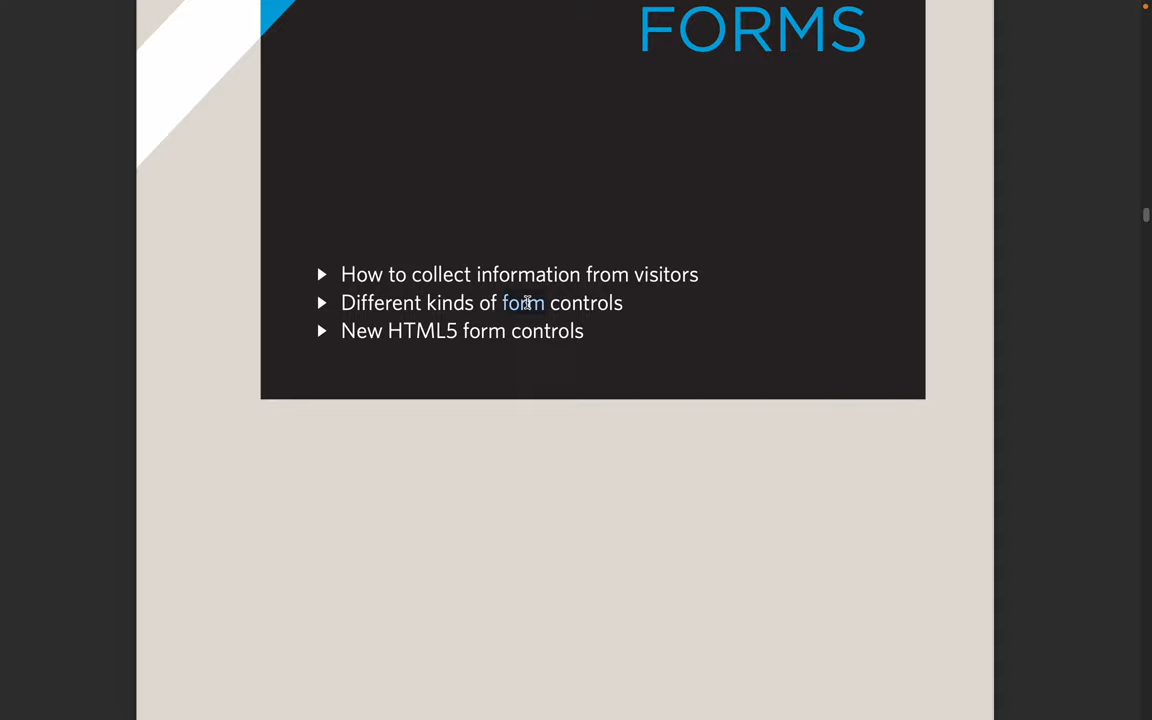 FORMS
How to collect information from visitors
Different kinds of form controls
New HTML5 form controls